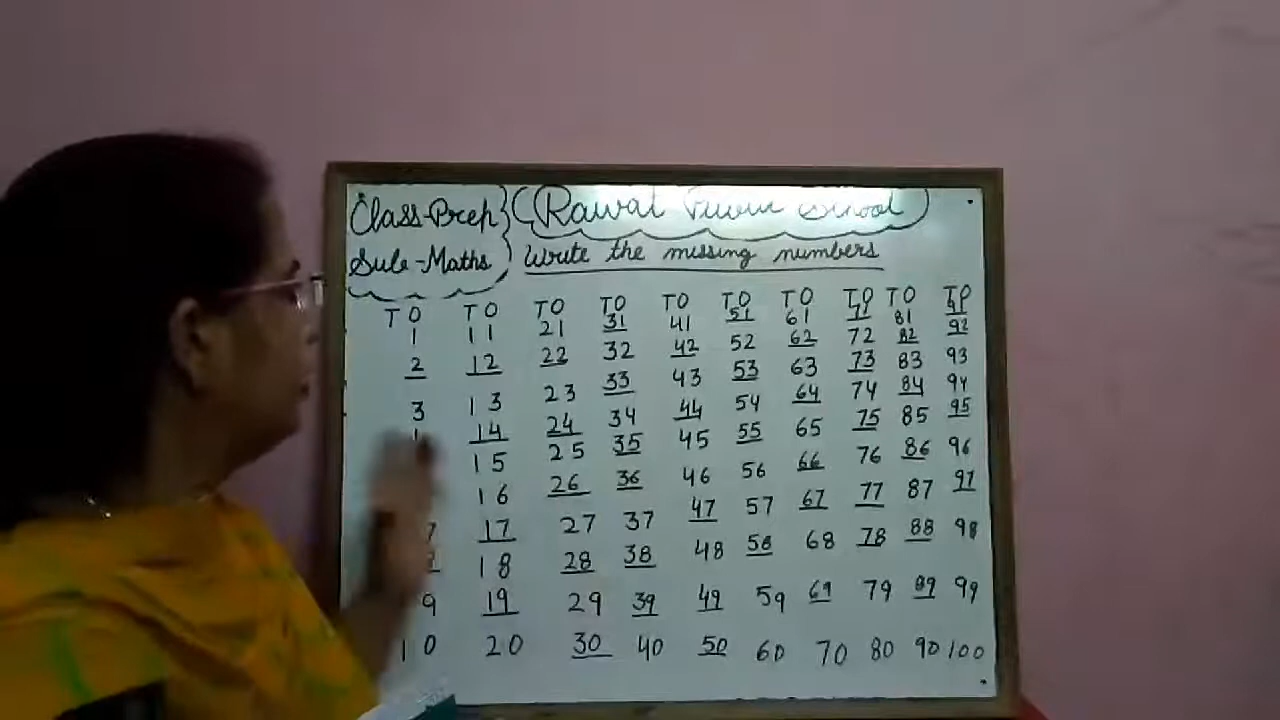 Class-Prep (Rawal School)
Sub-Maths Write the missing numbers
T O T O T O T O T O T O T O T O T O T O
1 11 21 31 41 51 61 71 81
2 12 22 32 42 52 62 72 82 92
3 13 23 33 43 53 63 73 83 93
14 24 34 44 54 64 74 84 94
15 25 35 45 55 65 75 85 95
16 26 36 46 56 66 76 86 96
7 17 27 37 47 57 67 77 87 97
18 28 38 48 58 68 78 88 98
9 19 29 39 49 59 69 79 89 99
10 20 30 40 50 60 70 80 90 100